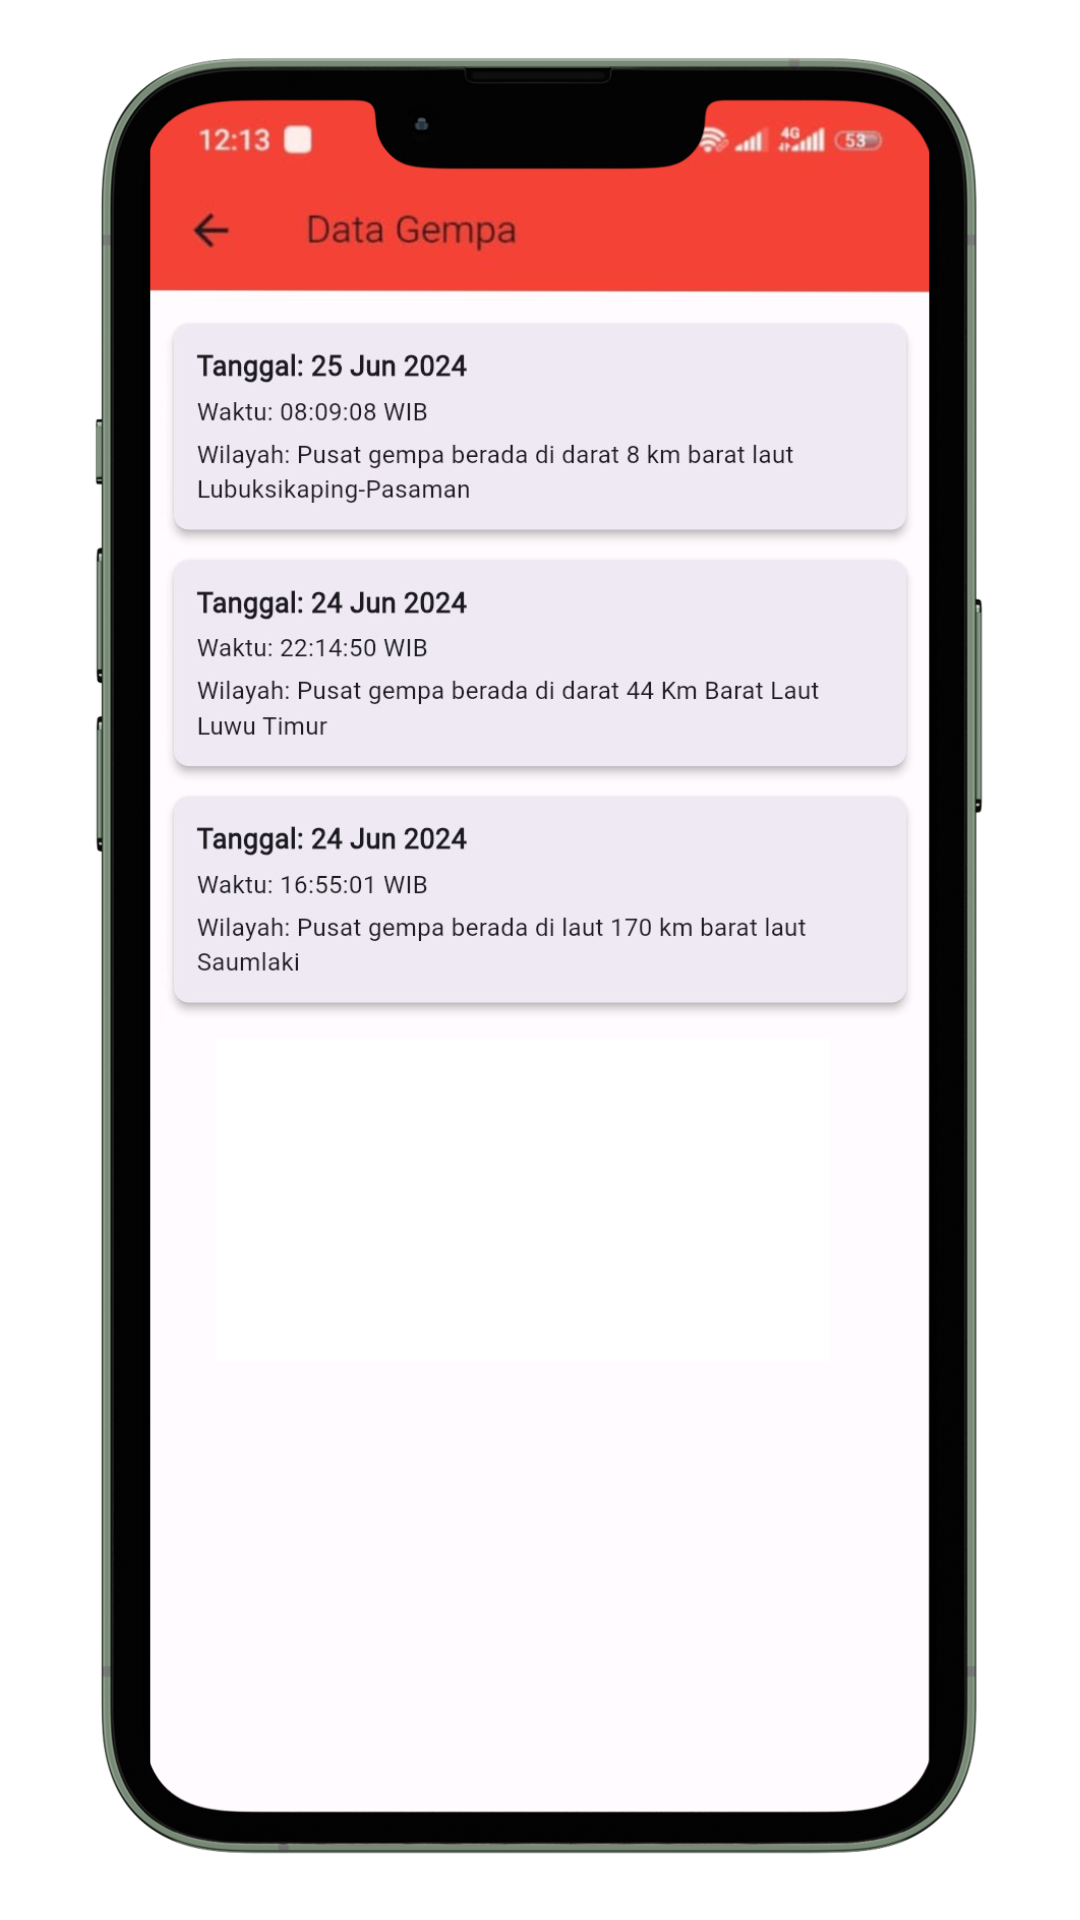 12:13
4G
53
Data Gempa
Tanggal: 25 Jun 2024
Waktu: 08:09:08 WIB
Wilayah: Pusat gempa berada di darat 8 km barat laut
Lubuksikaping-Pasaman
Tanggal: 24 Jun 2024
Waktu: 22:14:50 WIB
Wilayah: Pusat gempa berada di darat 44 Km Barat Laut
Luwu Timur
Tanggal: 24 Jun 2024
Waktu: 16:55:01 WIB
Wilayah: Pusat gempa berada di laut 170 km barat laut
Saumlaki